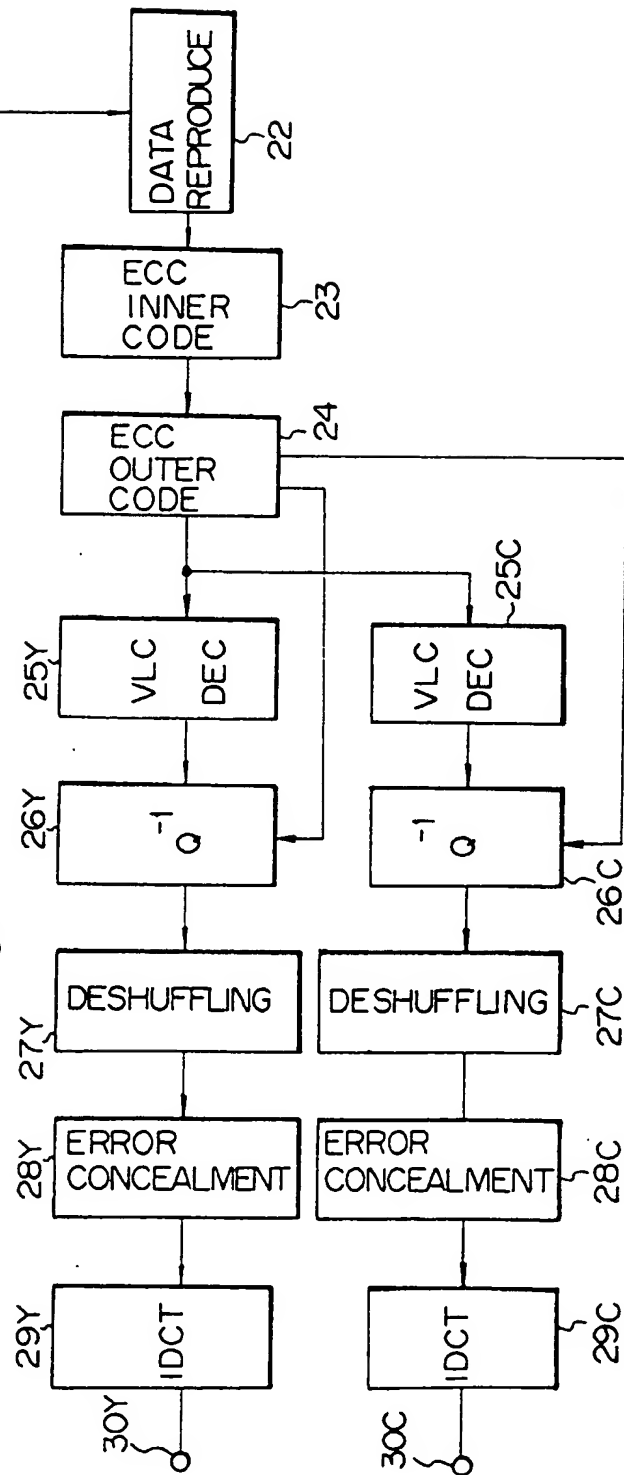 DATA
REPRODUCE
22
ECC
INNER
CODE
23
ECC
OUTER
CODE
24
25Y
VLC
DEC
25C
VLC
DEC
26Y
Q⁻¹
26C
Q⁻¹
27Y
DESHUFFLING
27C
DESHUFFLING
28Y
ERROR
CONCEALMENT
28C
ERROR
CONCEALMENT
29Y
IDCT
29C
IDCT
30Y
30C